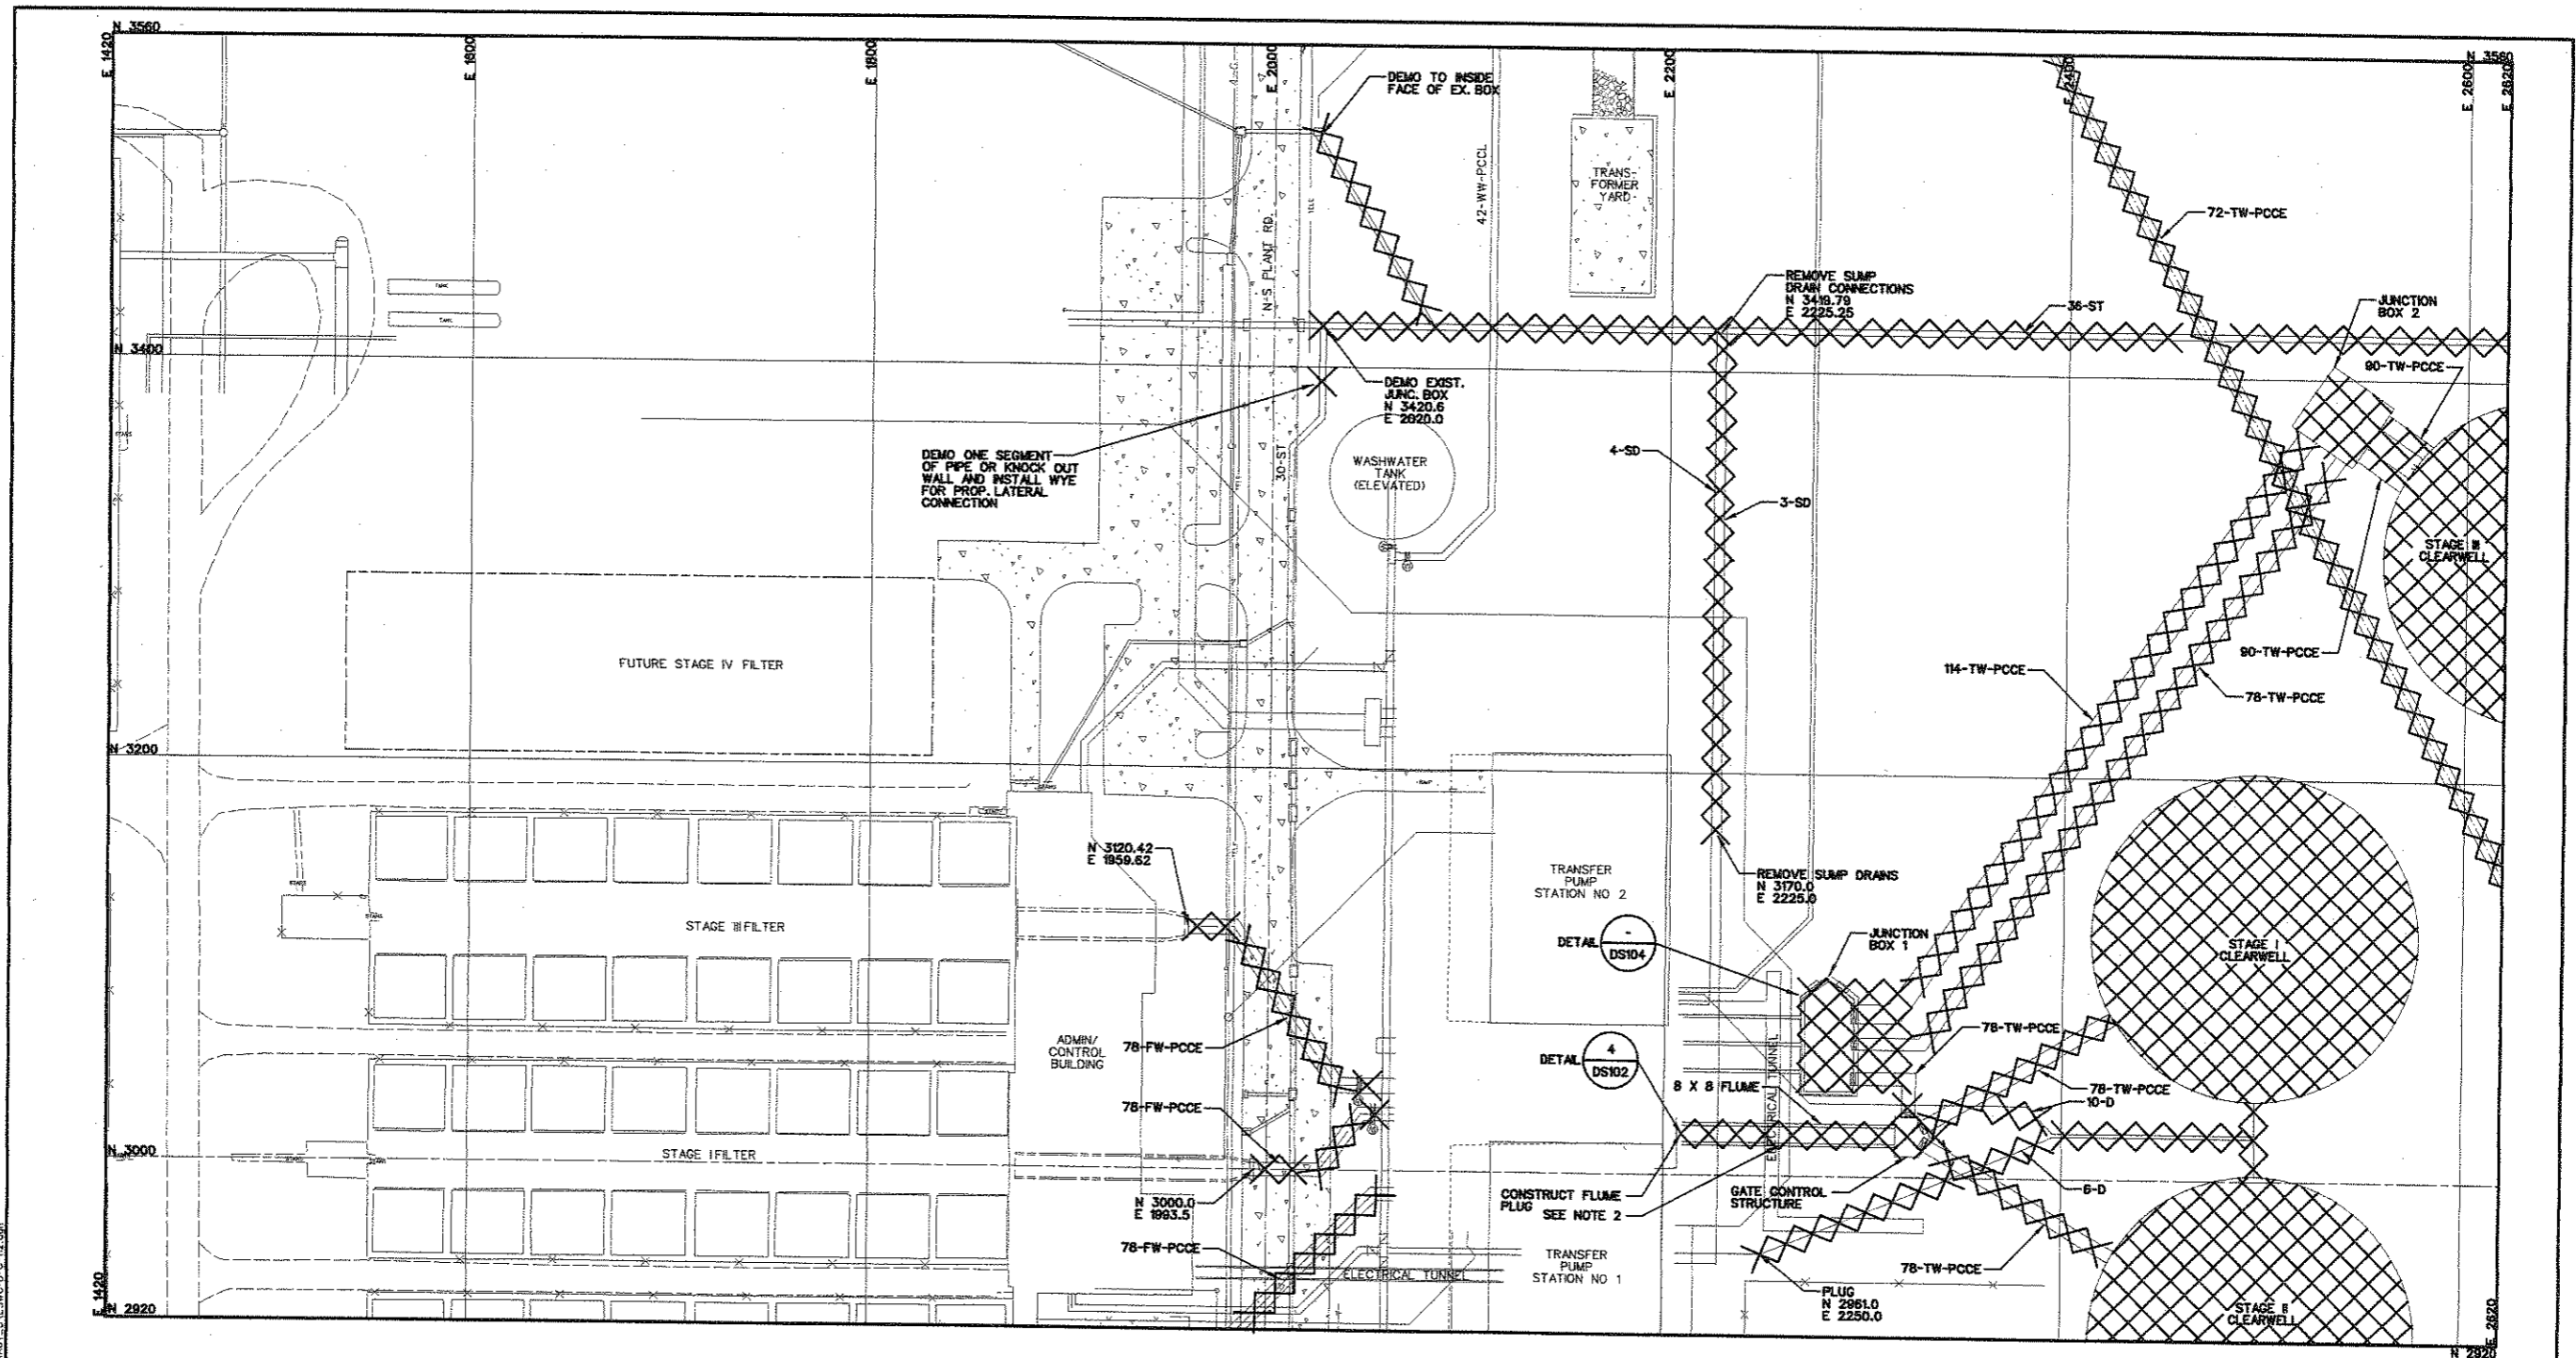 N 3560
E 1420
E 1600
E 1800
E 2000
E 2200
E 2400
E 2600
N 3560
E 2620
DEMO TO INSIDE
FACE OF EX. BOX
42-WW-PCCL
TRANS-
FORMER
YARD
72-TW-PCCE
N-S PLANT RD.
TANK
TANK
REMOVE SUMP
DRAIN CONNECTIONS
N 3419.79
E 2225.25
36-ST
JUNCTION
BOX 2
N 3400
90-TW-PCCE
DEMO EXIST.
JUNC. BOX
N 3420.6
E 2020.0
DEMO ONE SEGMENT
OF PIPE OR KNOCK OUT
WALL AND INSTALL WYE
FOR PROP. LATERAL
CONNECTION
30-ST
WASHWATER
TANK
(ELEVATED)
4-SD
3-SD
STAGE III
CLEARWELL
FUTURE STAGE IV FILTER
90-TW-PCCE
114-TW-PCCE
78-TW-PCCE
N 3200
N 3120.42
E 1959.62
TRANSFER
PUMP
STATION NO 2
REMOVE SUMP DRAINS
N 3170.0
E 2225.0
STAGE III FILTER
DETAIL
-
DS104
JUNCTION
BOX 1
STAGE I
CLEARWELL
ADMIN/
CONTROL
BUILDING
78-FW-PCCE
DETAIL
4
DS102
78-TW-PCCE
8 X 8 FLUME
ELECTRICAL TUNNEL
78-TW-PCCE
10-D
78-FW-PCCE
N 3000
STAGE I FILTER
N 3000.0
E 1993.5
CONSTRUCT FLUME
PLUG
SEE NOTE 2
GATE CONTROL
STRUCTURE
6-D
78-FW-PCCE
ELECTRICAL TUNNEL
TRANSFER
PUMP
STATION NO 1
78-TW-PCCE
PLUG
N 2961.0
E 2250.0
STAGE II
CLEARWELL
E 1420
N 2920
E 2620
N 2920